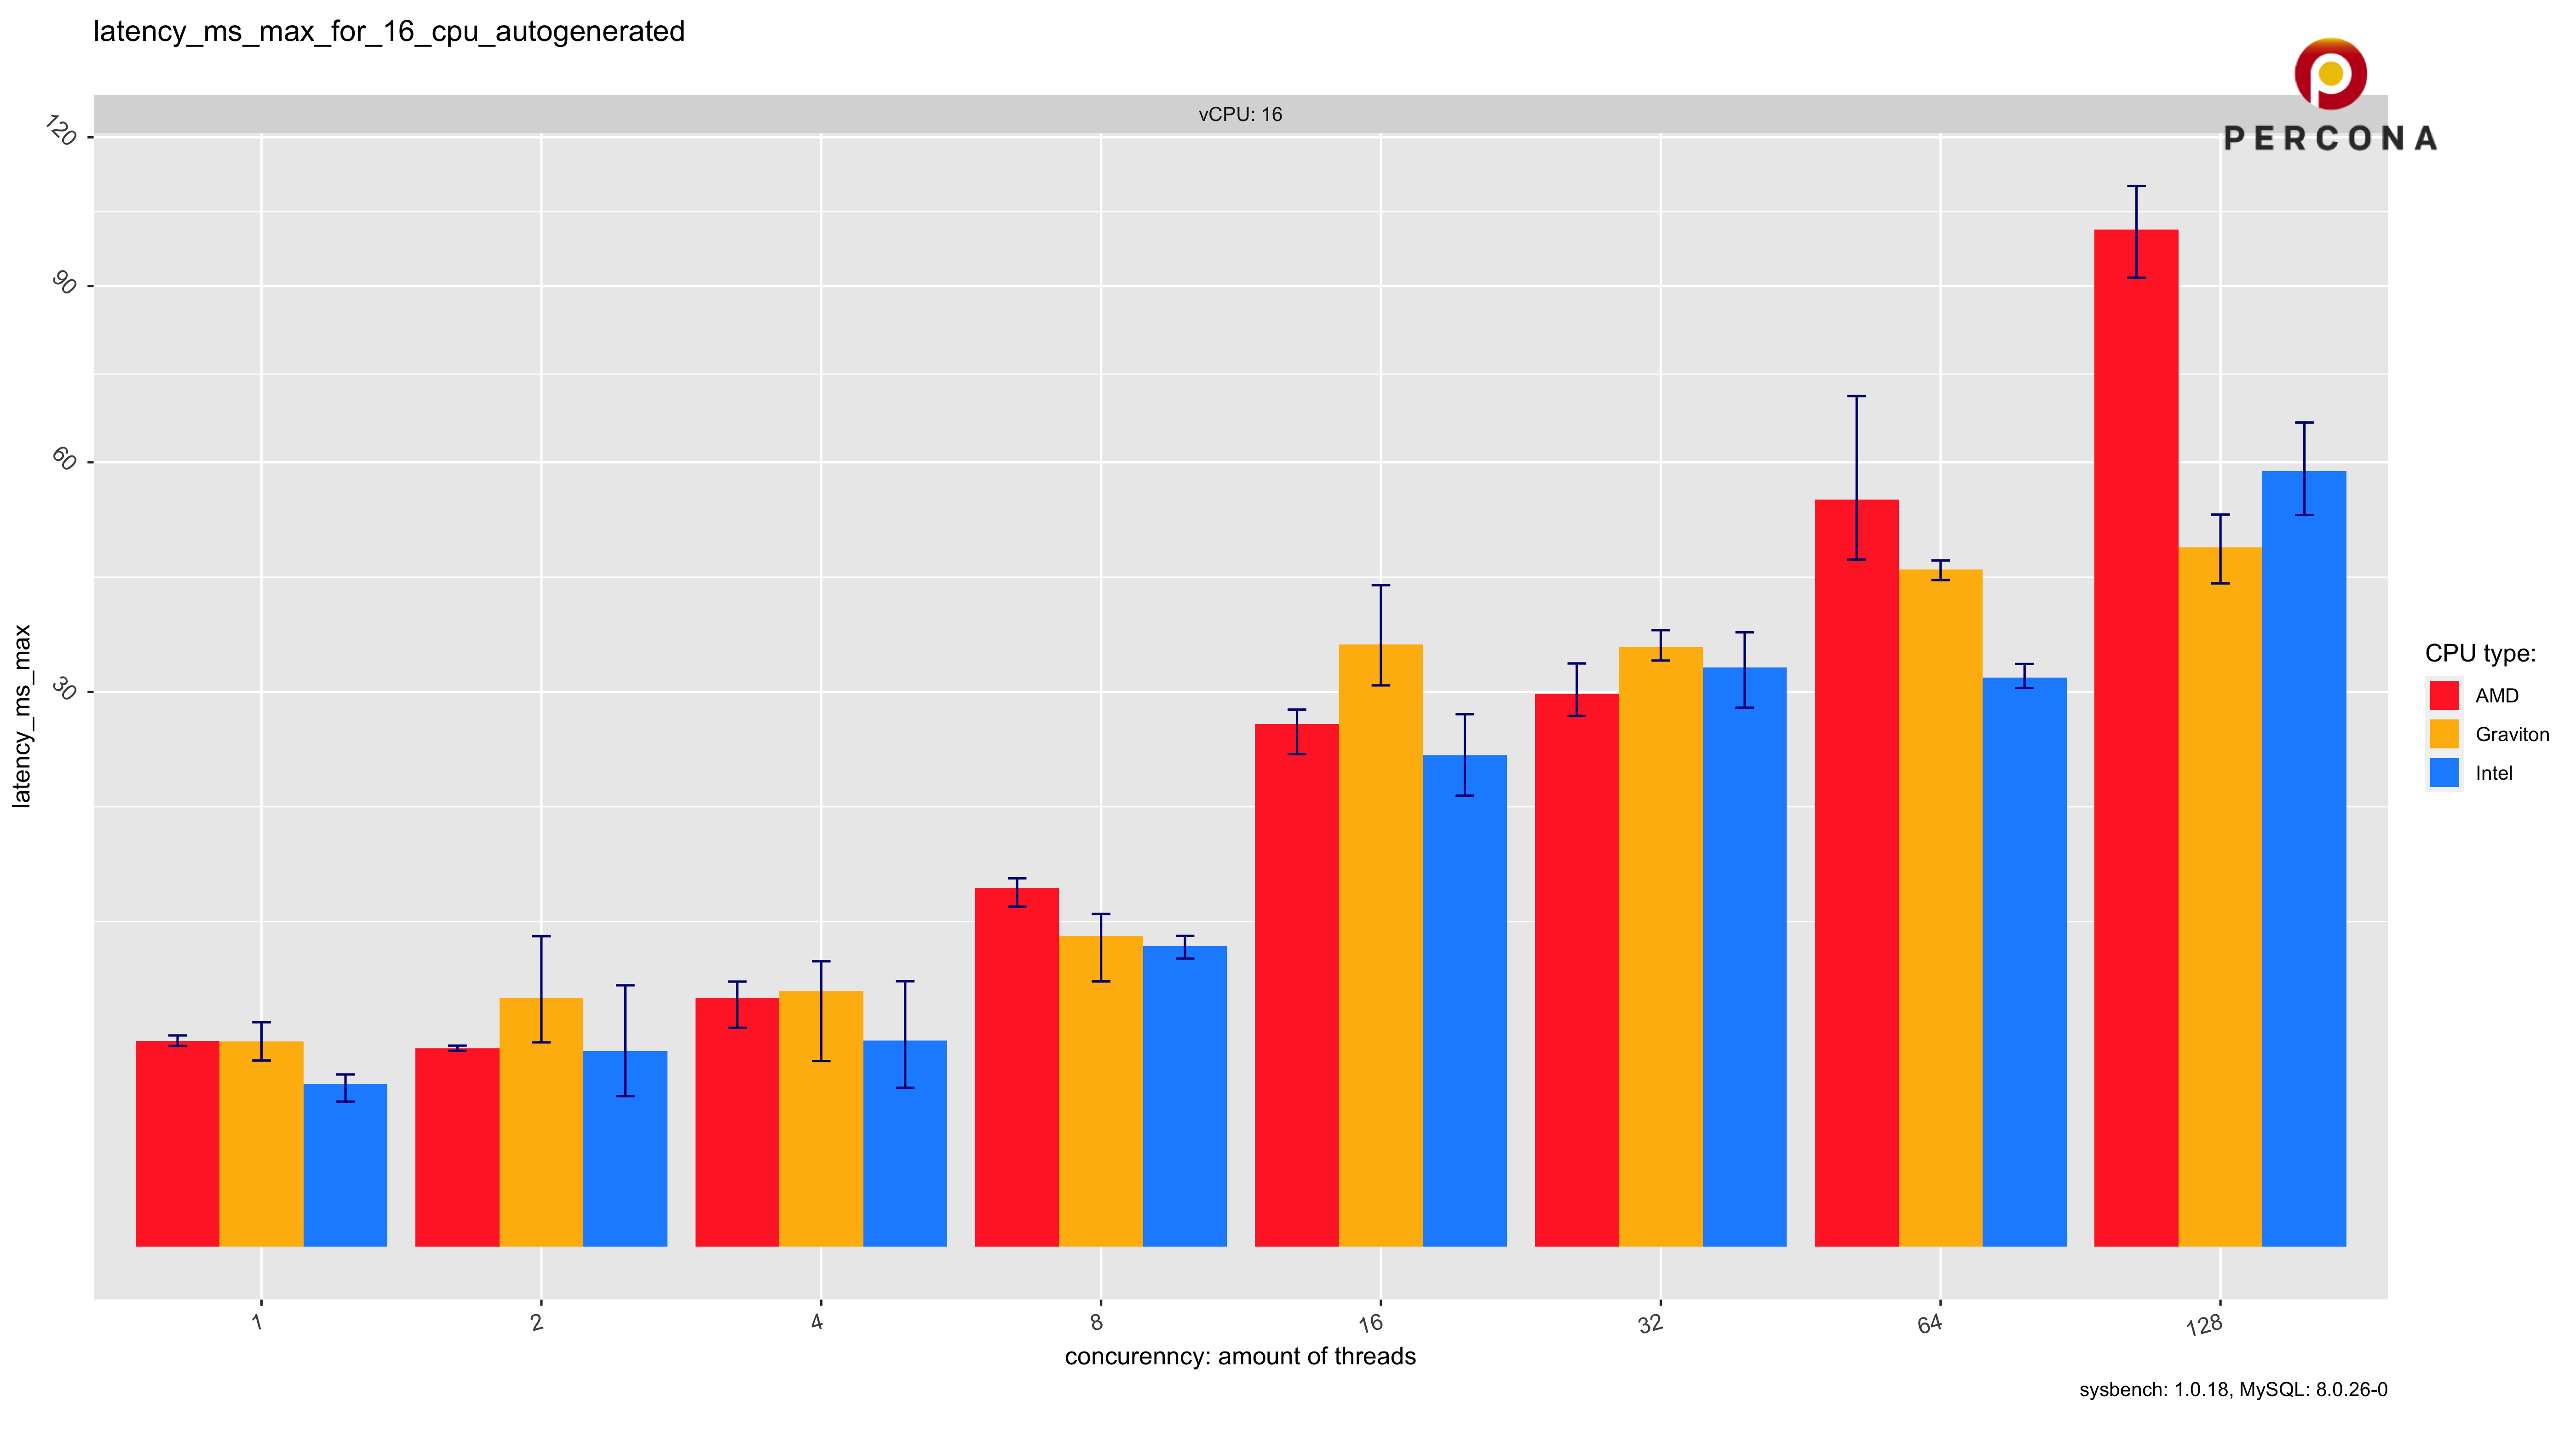 latency_ms_max_for_16_cpu_autogenerated
PERCONA
vCPU: 16
120
90
60
30
latency_ms_max
CPU type:
AMD
Graviton
Intel
1
2
4
8
16
32
64
128
concurenncy: amount of threads
sysbench: 1.0.18, MySQL: 8.0.26-0